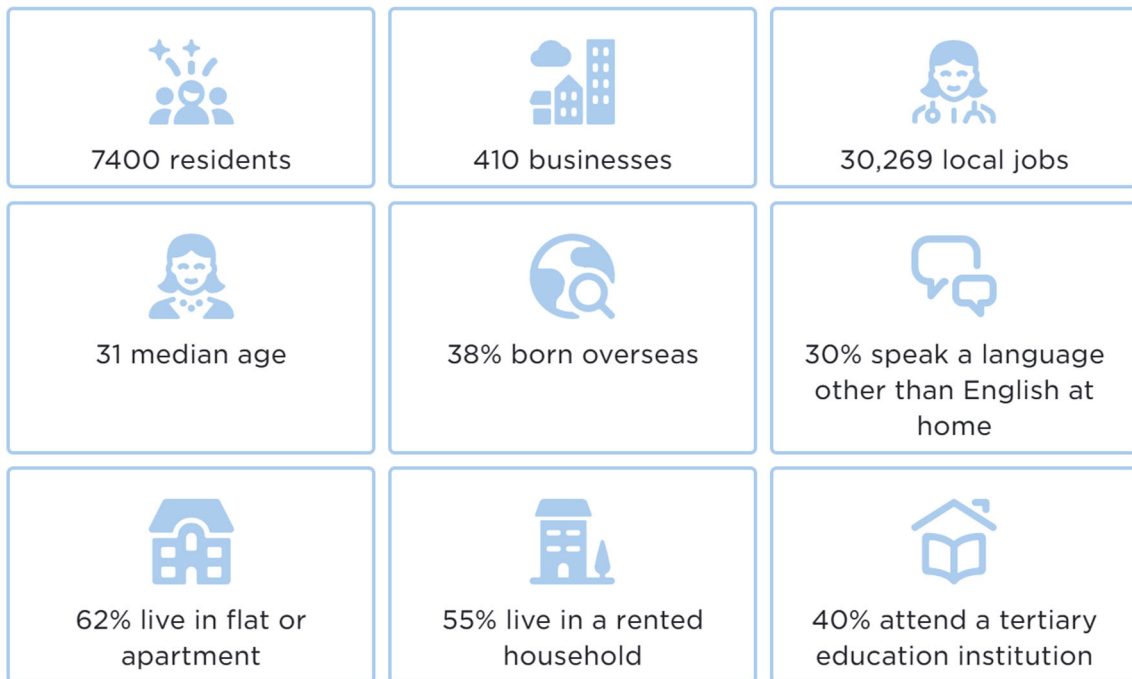 7400 residents
410 businesses
30,269 local jobs
31 median age
38% born overseas
30% speak a language
other than English at
home
62% live in flat or
apartment
55% live in a rented
household
40% attend a tertiary
education institution